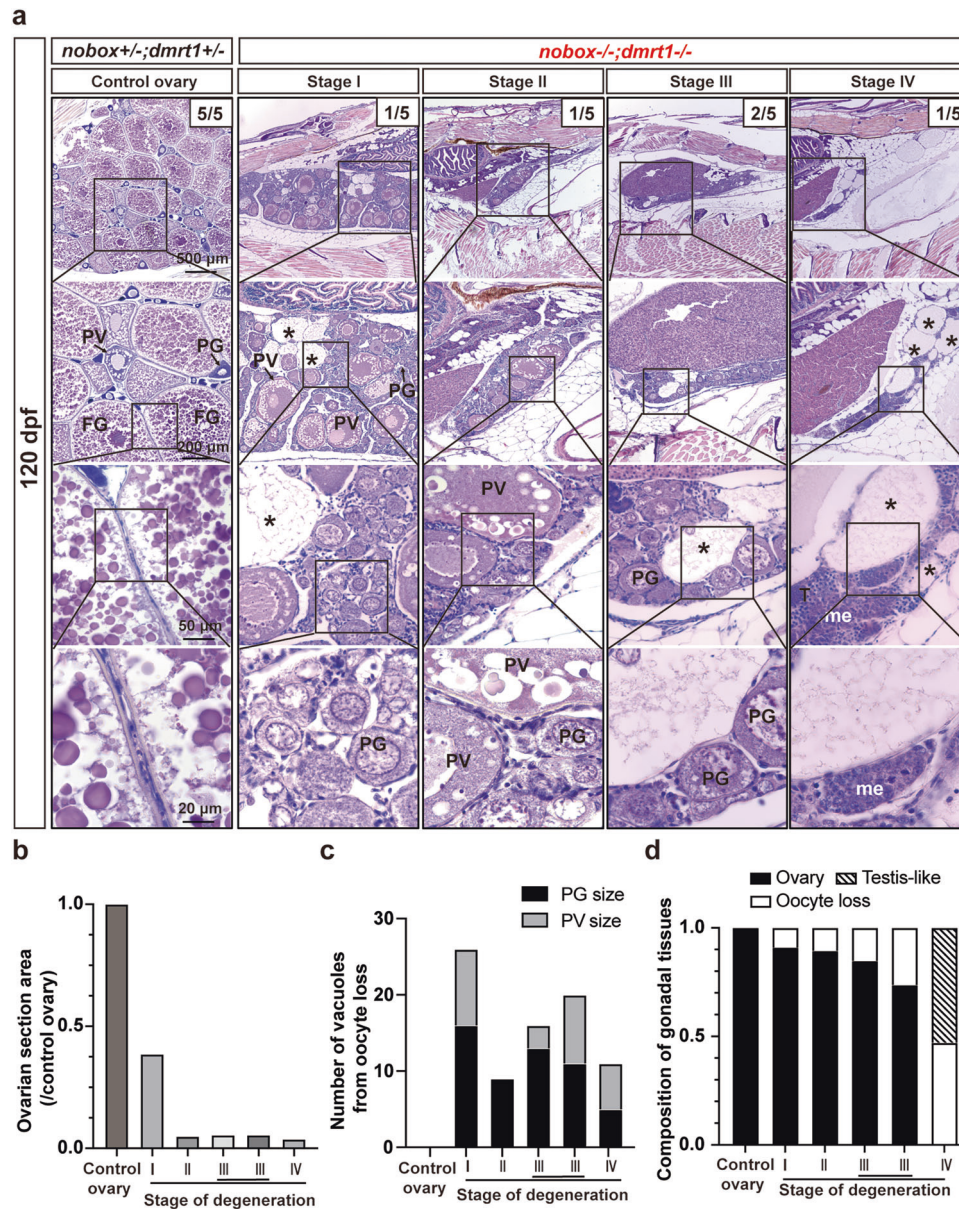 a
nobox+/-;dmrt1+/- nobox-/-;dmrt1-/-
Control ovary Stage I Stage II Stage III Stage IV
120 dpf
5/5 1/5 1/5 2/5 1/5
500 µm
PV PG FG FG 200 µm
* * PV PG PV
* * *
50 µm
*
PV
PG *
* * T me
20 µm
PG
PV PV PG
PG PG
me
b
Ovarian section area
(/control ovary)
1.0
0.5
0.0
Control
ovary
I II III III IV
Stage of degeneration
c
PG size
PV size
Number of vacuoles
from oocyte loss
30
20
10
0
Control
ovary
I II III III IV
Stage of degeneration
d
Ovary Testis-like
Oocyte loss
Composition of gonadal tissues
1.0
0.5
0.0
Control
ovary
I II III III IV
Stage of degeneration